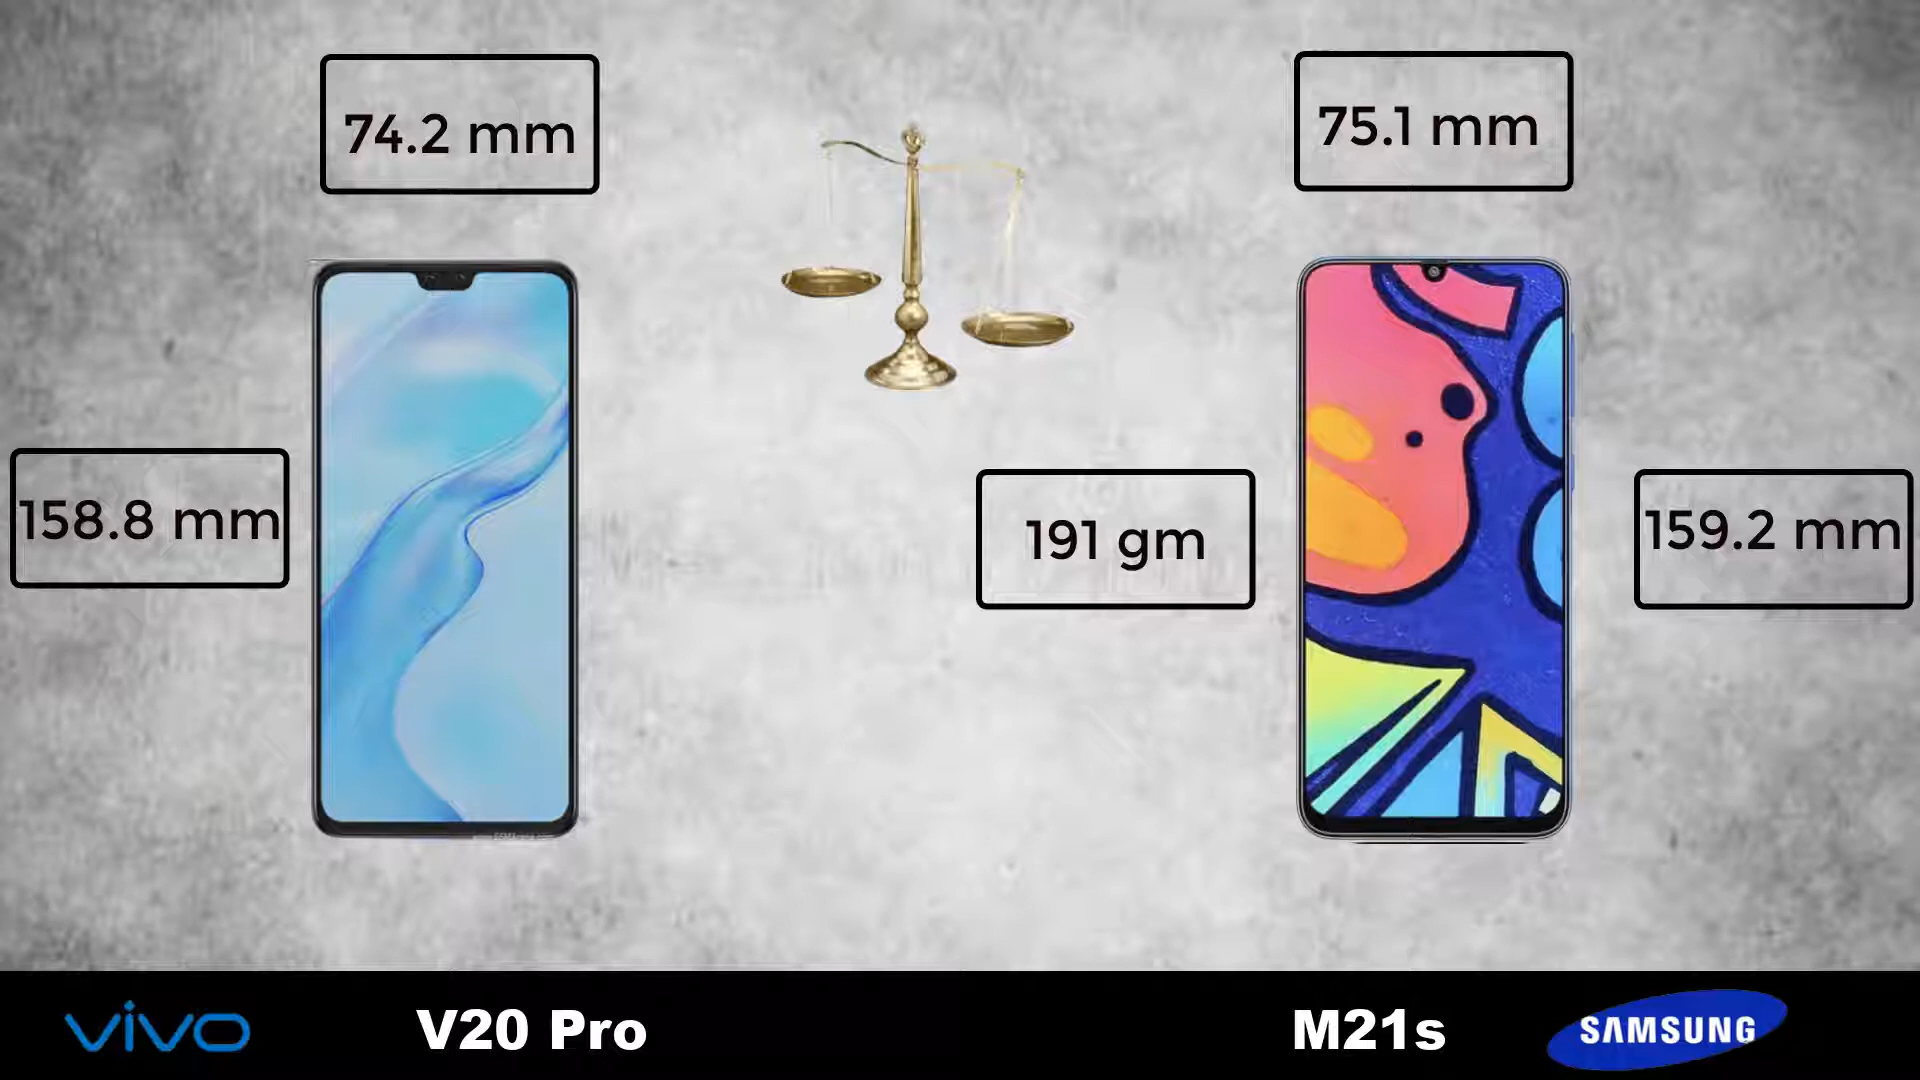 74.2 mm
75.1 mm
158.8 mm
191 gm
159.2 mm
vivo
V20 Pro
M21s
SAMSUNG